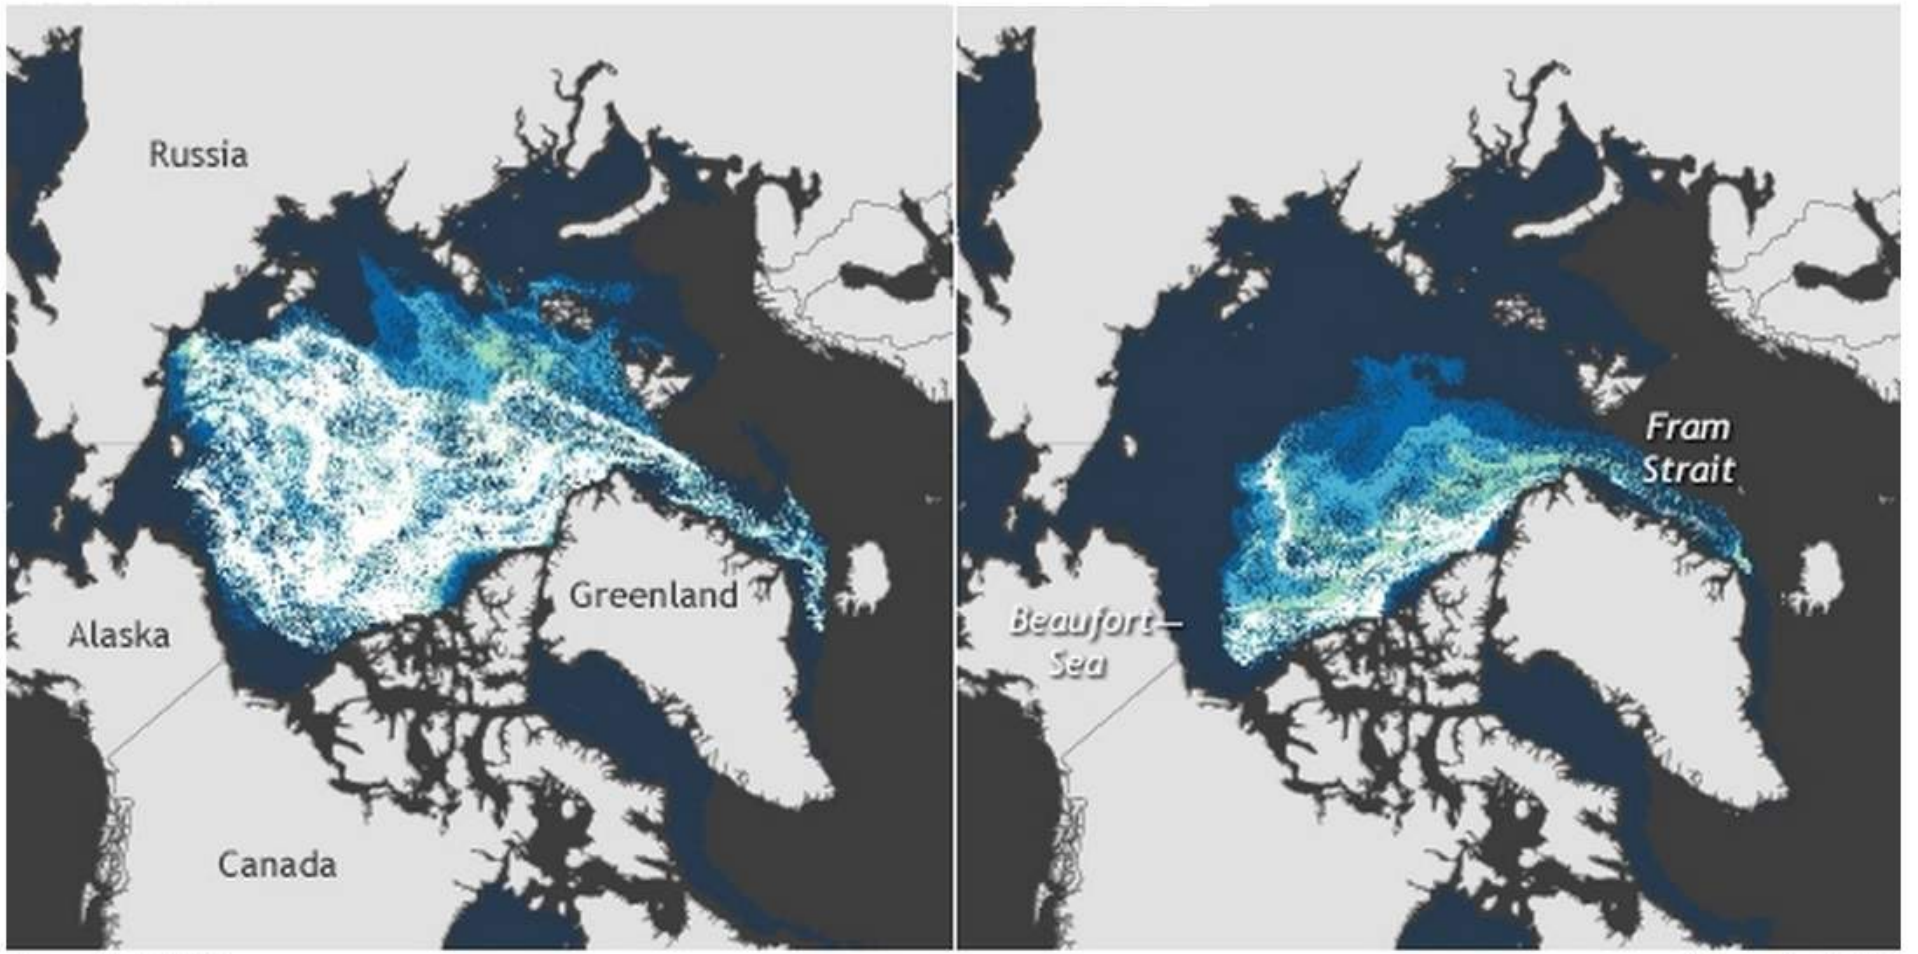 Russia
Greenland
Alaska
Canada
Fram
Strait
Beaufort
Sea